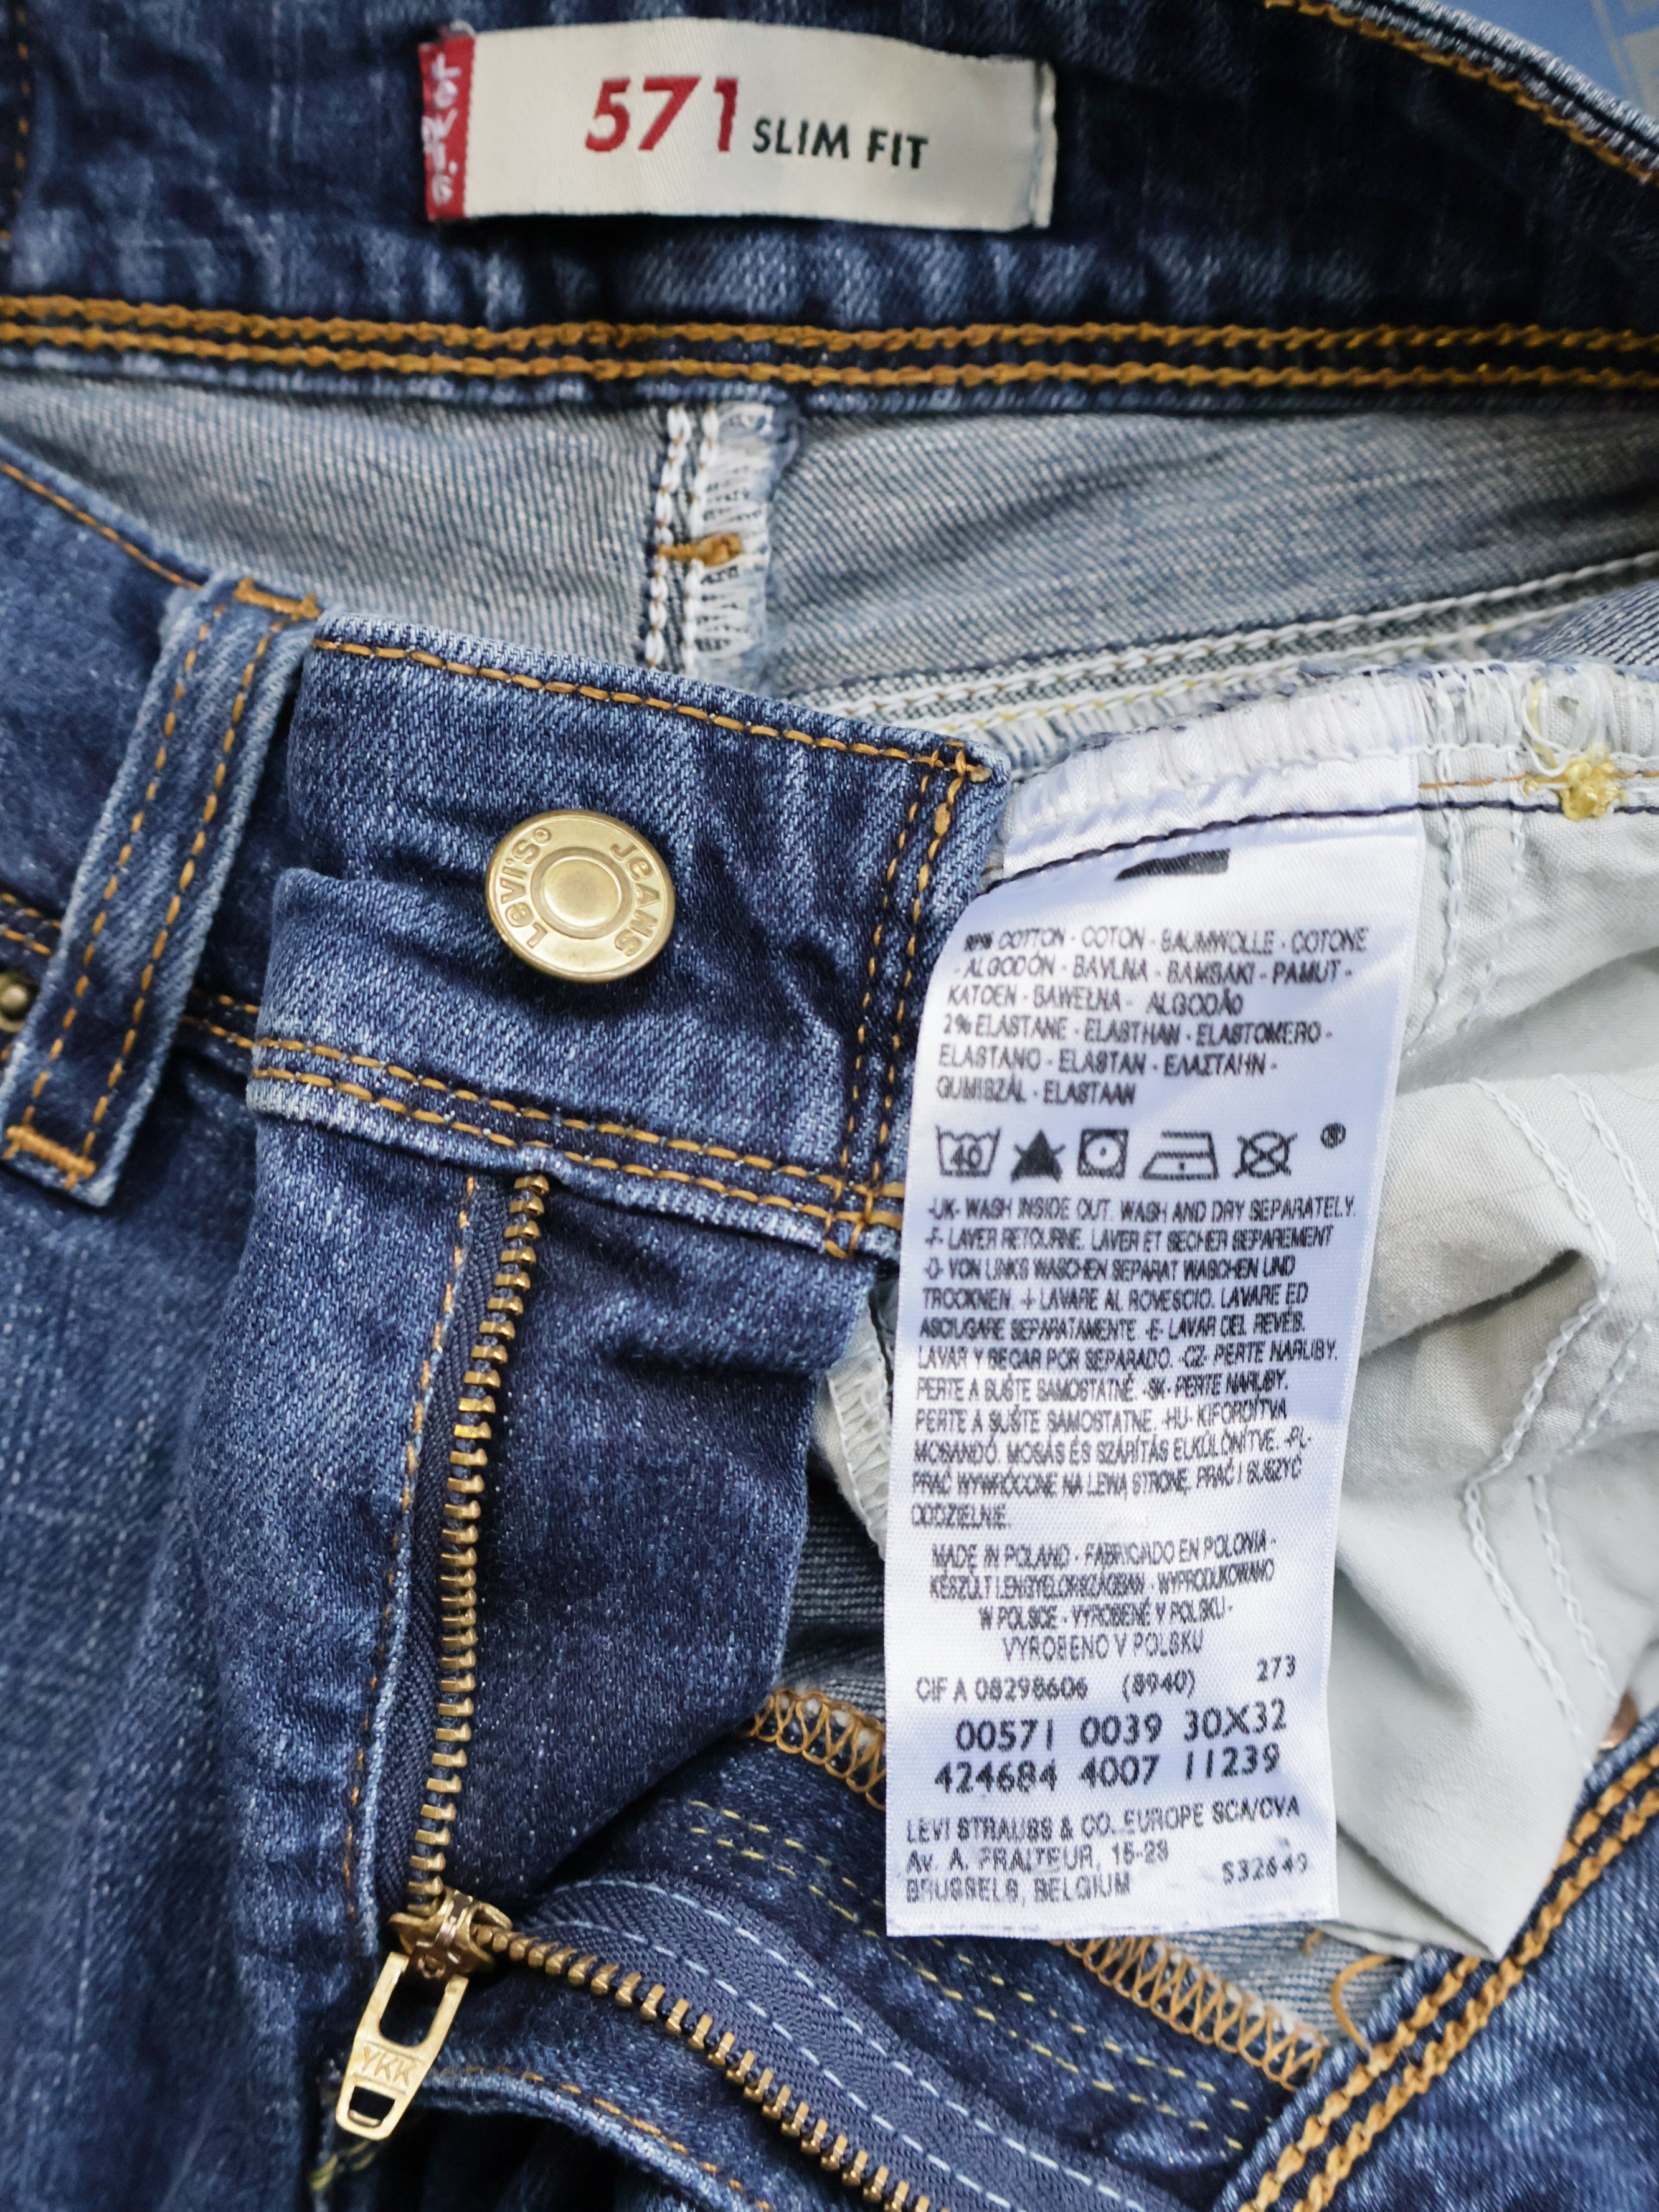 571 SLIM FIT
Levi's® JeANS
98% COTTON - COTON - BAUMWOLLE - COTONE
- ALGODÓN - BAVLNA - BAMBAKI - PAMUT -
KATOEN - BAWEŁNA - ALGODÃO
2% ELASTANE - ELASTHAN - ELASTOMERO -
ELASTANO - ELASTAN - ΕΛΑΣΤΑΗΝ -
GUMISZÁL - ELASTAAN
40
-UK- WASH INSIDE OUT. WASH AND DRY SEPARATELY.
-F- LAVER RETOURNE. LAVER ET SECHER SEPAREMENT
-D- VON LINKS WASCHEN SEPARAT WASCHEN UND
TROCKNEN. -I- LAVARE AL ROVESCIO. LAVARE ED
ASCIUGARE SEPARATAMENTE. -E- LAVAR DEL REVÉS.
LAVAR Y SECAR POR SEPARADO. -CZ- PERTE NARUBY.
PERTE A SUŠTE SAMOSTATNĚ. -SK- PERTE NARUBY.
PERTE A SUŠTE SAMOSTATNE. -HU- KIFORDÍTVA
MOSANDÓ. MOSÁS ÉS SZÁRÍTÁS ELKÜLÖNÍTVE. -PL-
PRAĆ WYWRÓCONE NA LEWĄ STRONĘ, PRAĆ I SUSZYĆ
ODDZIELNIE.
MADE IN POLAND - FABRICADO EN POLONIA -
KÉSZÜLT LENGYELORSZÁGBAN - WYPRODUKOWANO
W POLSCE - VYROBENÉ V POLSKU -
VYROBENO V POLSKU
CIF A 08298606 (8940) 273
00571 0039 30X32
424684 4007 11239
LEVI STRAUSS & CO. EUROPE SCA/CVA
Av. A. FRAITEUR, 15-23 S32649
BRUSSELS, BELGIUM
YKK